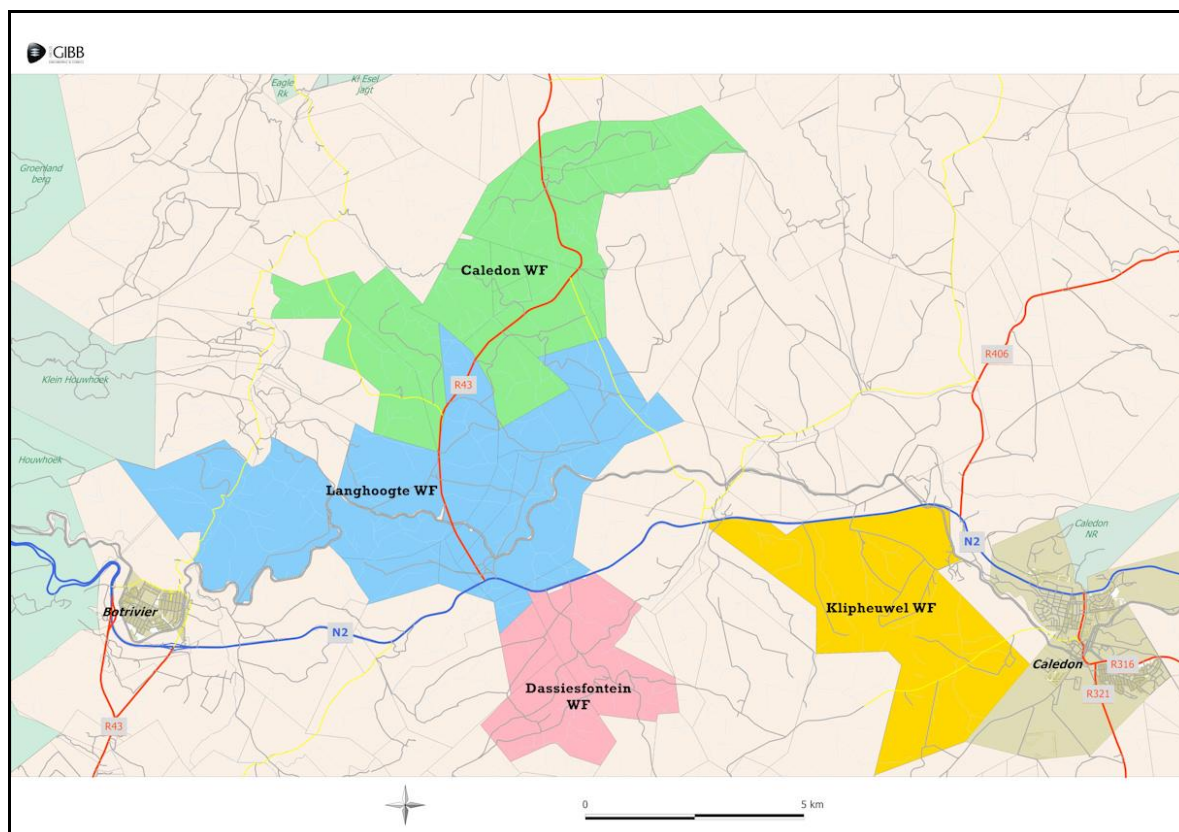 GIBB
Eagle
Rk
Kl Esel
jagt
Groenland
berg
Caledon WF
R406
Klein Houwhoek
R43
Houwhoek
Langhoogte WF
Caledon
NR
N2
Botrivier
Klipheuwel WF
N2
Caledon
R316
Dassiesfontein
WF
R321
R43
0
5 km